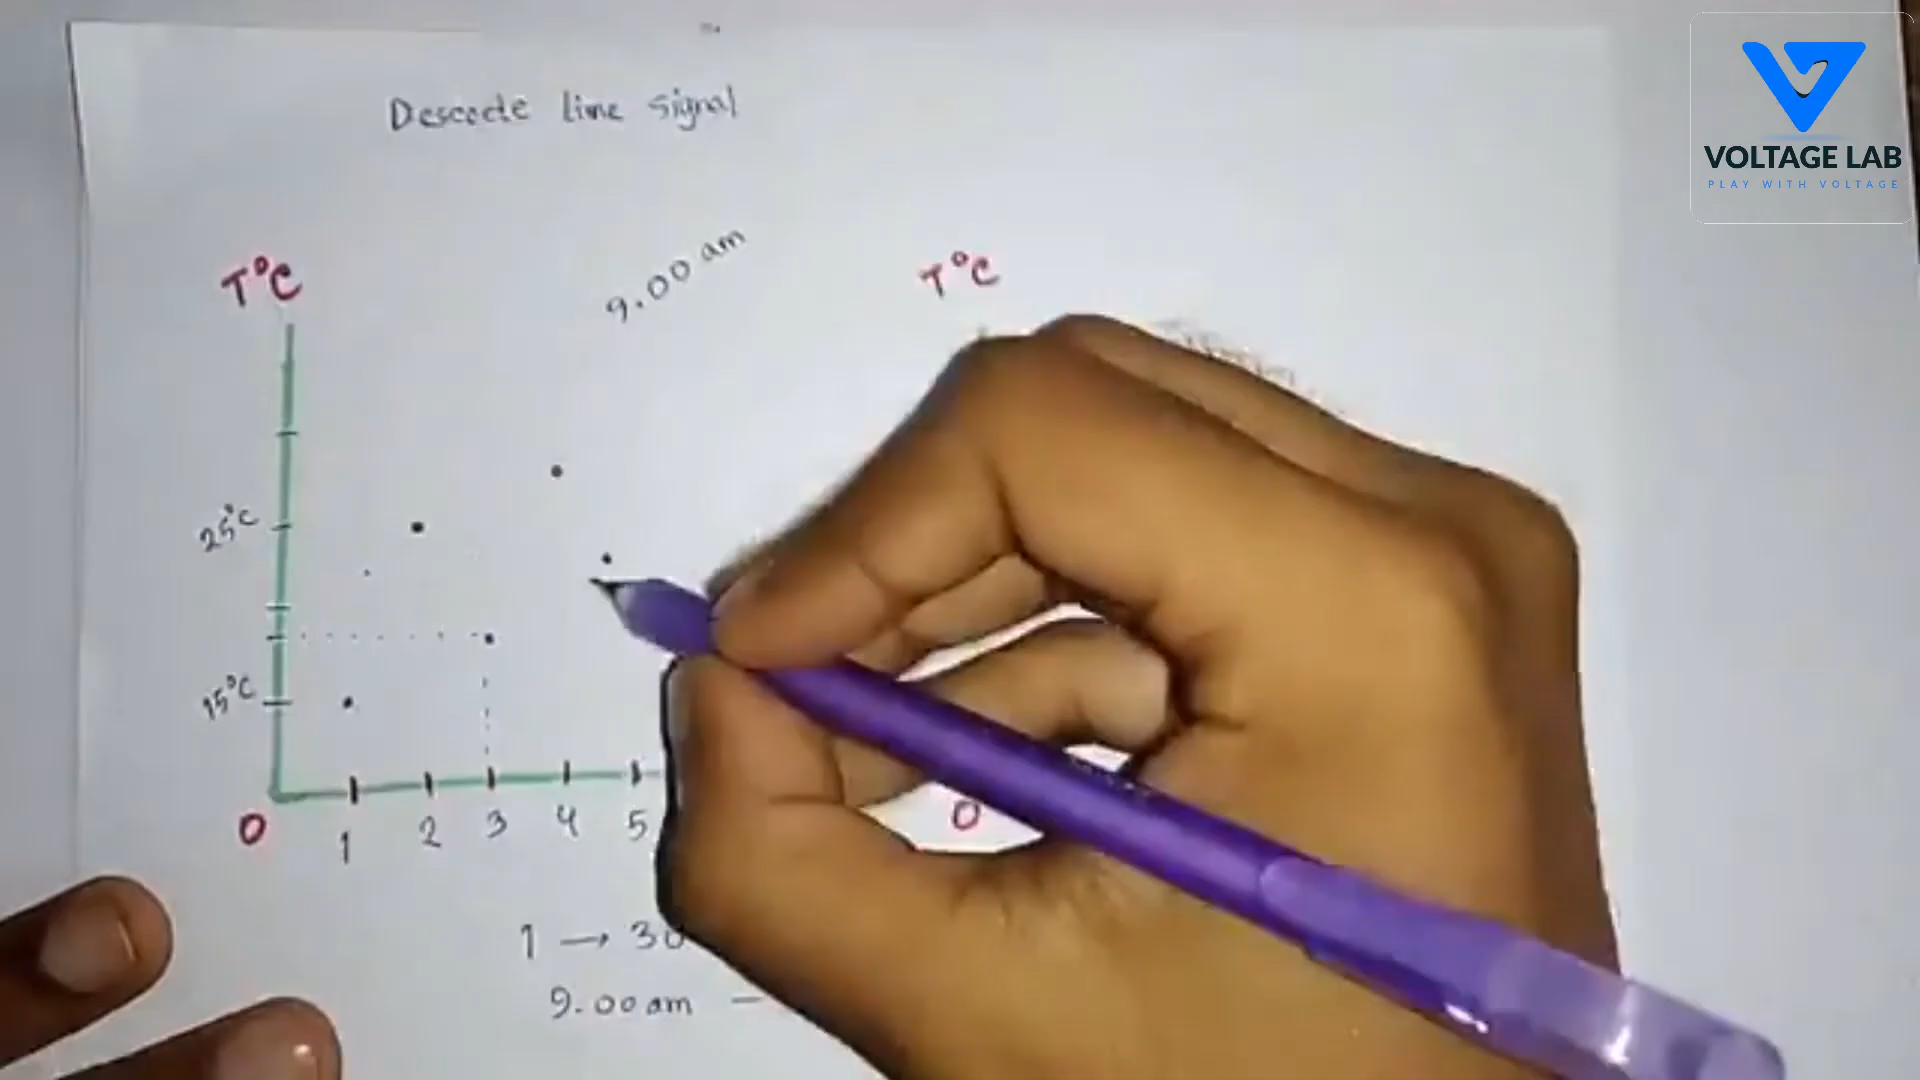 Descrete time signal
VOLTAGE LAB
PLAY WITH VOLTAGE
9.00 am
T°C
T°C
25°C
15°C
0
1 2 3 4 5
0
1 → 30
9.00 am —